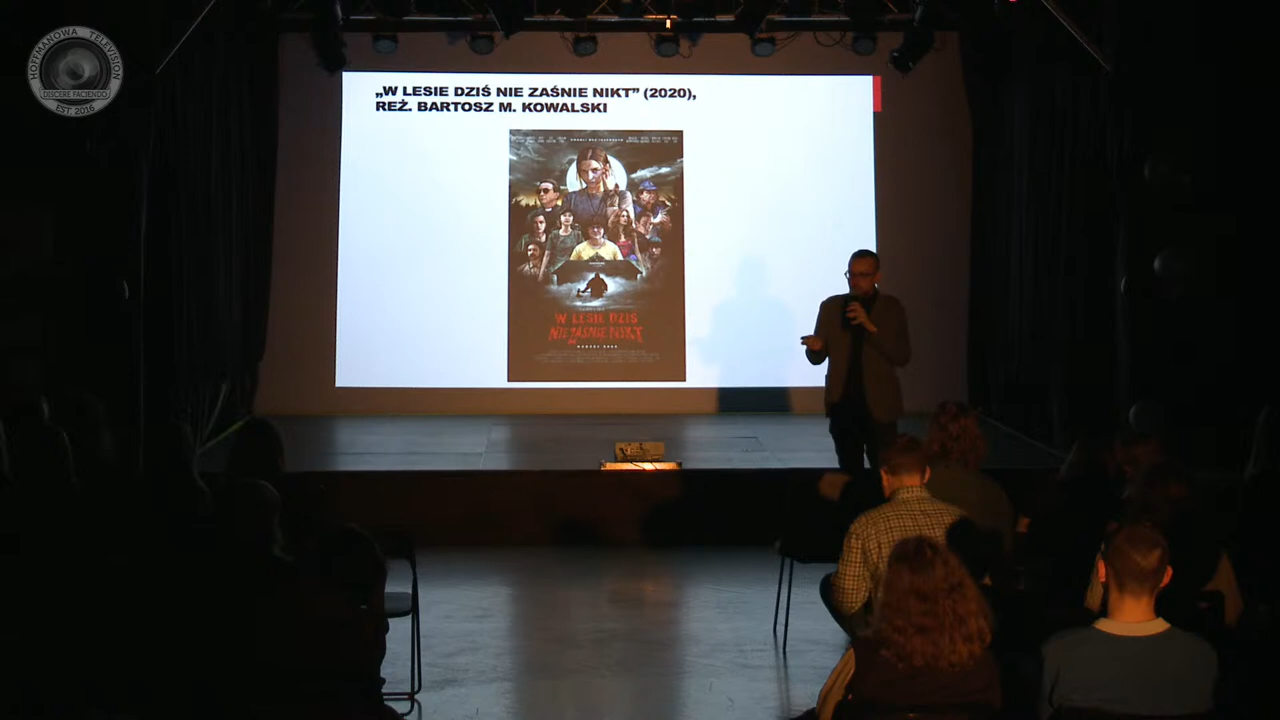 HOFFMANOWA TELEVISION
DISCERE FACIENDO
EST. 2016
„W LESIE DZIŚ NIE ZAŚNIE NIKT” (2020),
REŻ. BARTOSZ M. KOWALSKI
W LESIE DZIŚ
NIE ZAŚNIE NIKT